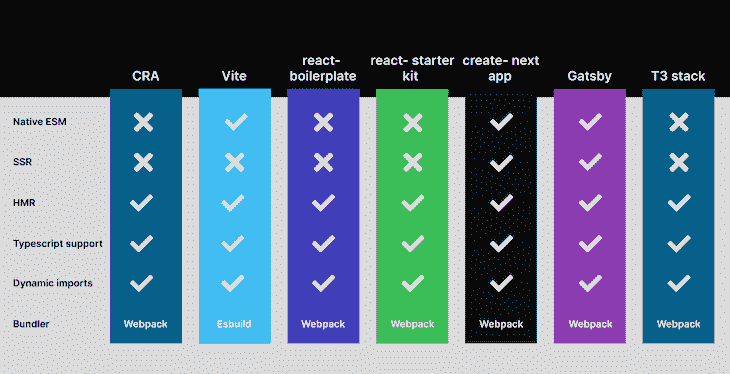 CRA
Vite
react-
boilerplate
react- starter
kit
create- next
app
Gatsby
T3 stack
Native ESM
SSR
HMR
Typescript support
Dynamic imports
Bundler
Webpack
Esbuild
Webpack
Webpack
Webpack
Webpack
Webpack